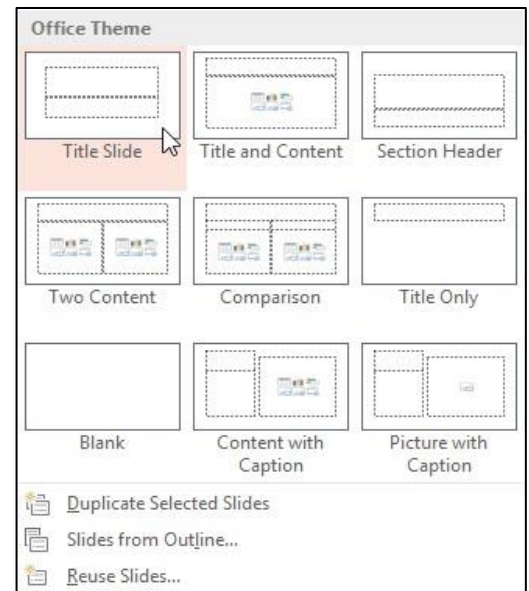 Office Theme
Title Slide
Title and Content
Section Header
Two Content
Comparison
Title Only
Blank
Content with
Caption
Picture with
Caption
Duplicate Selected Slides
Slides from Outline...
Reuse Slides...